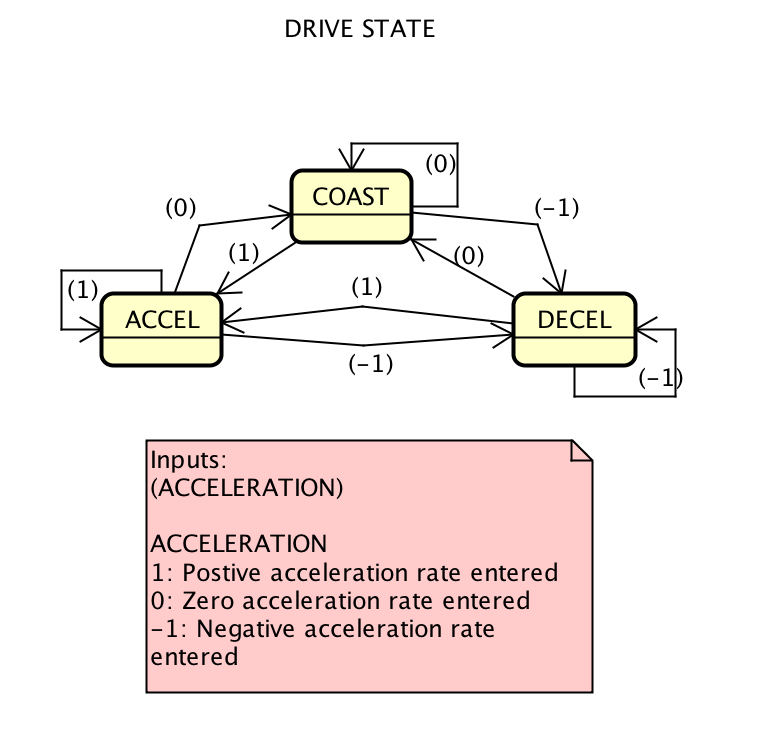 DRIVE STATE
(0)
COAST
(0)
(-1)
(1)
(0)
(1)
ACCEL
(1)
DECEL
(-1)
(-1)
Inputs:
(ACCELERATION)
ACCELERATION
1: Postive acceleration rate entered
0: Zero acceleration rate entered
-1: Negative acceleration rate
entered